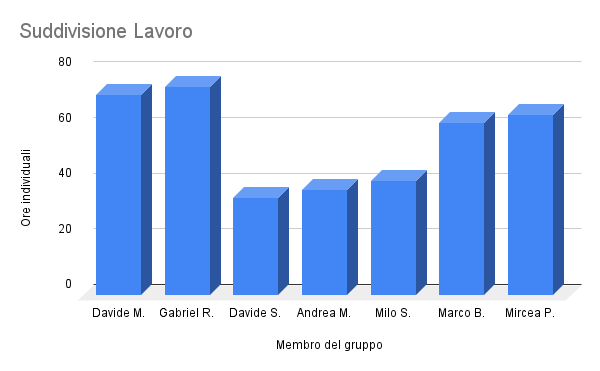 Suddivisione Lavoro
80
60
40
20
0
Ore individuali
Davide M. Gabriel R. Davide S. Andrea M. Milo S. Marco B. Mircea P.
Membro del gruppo